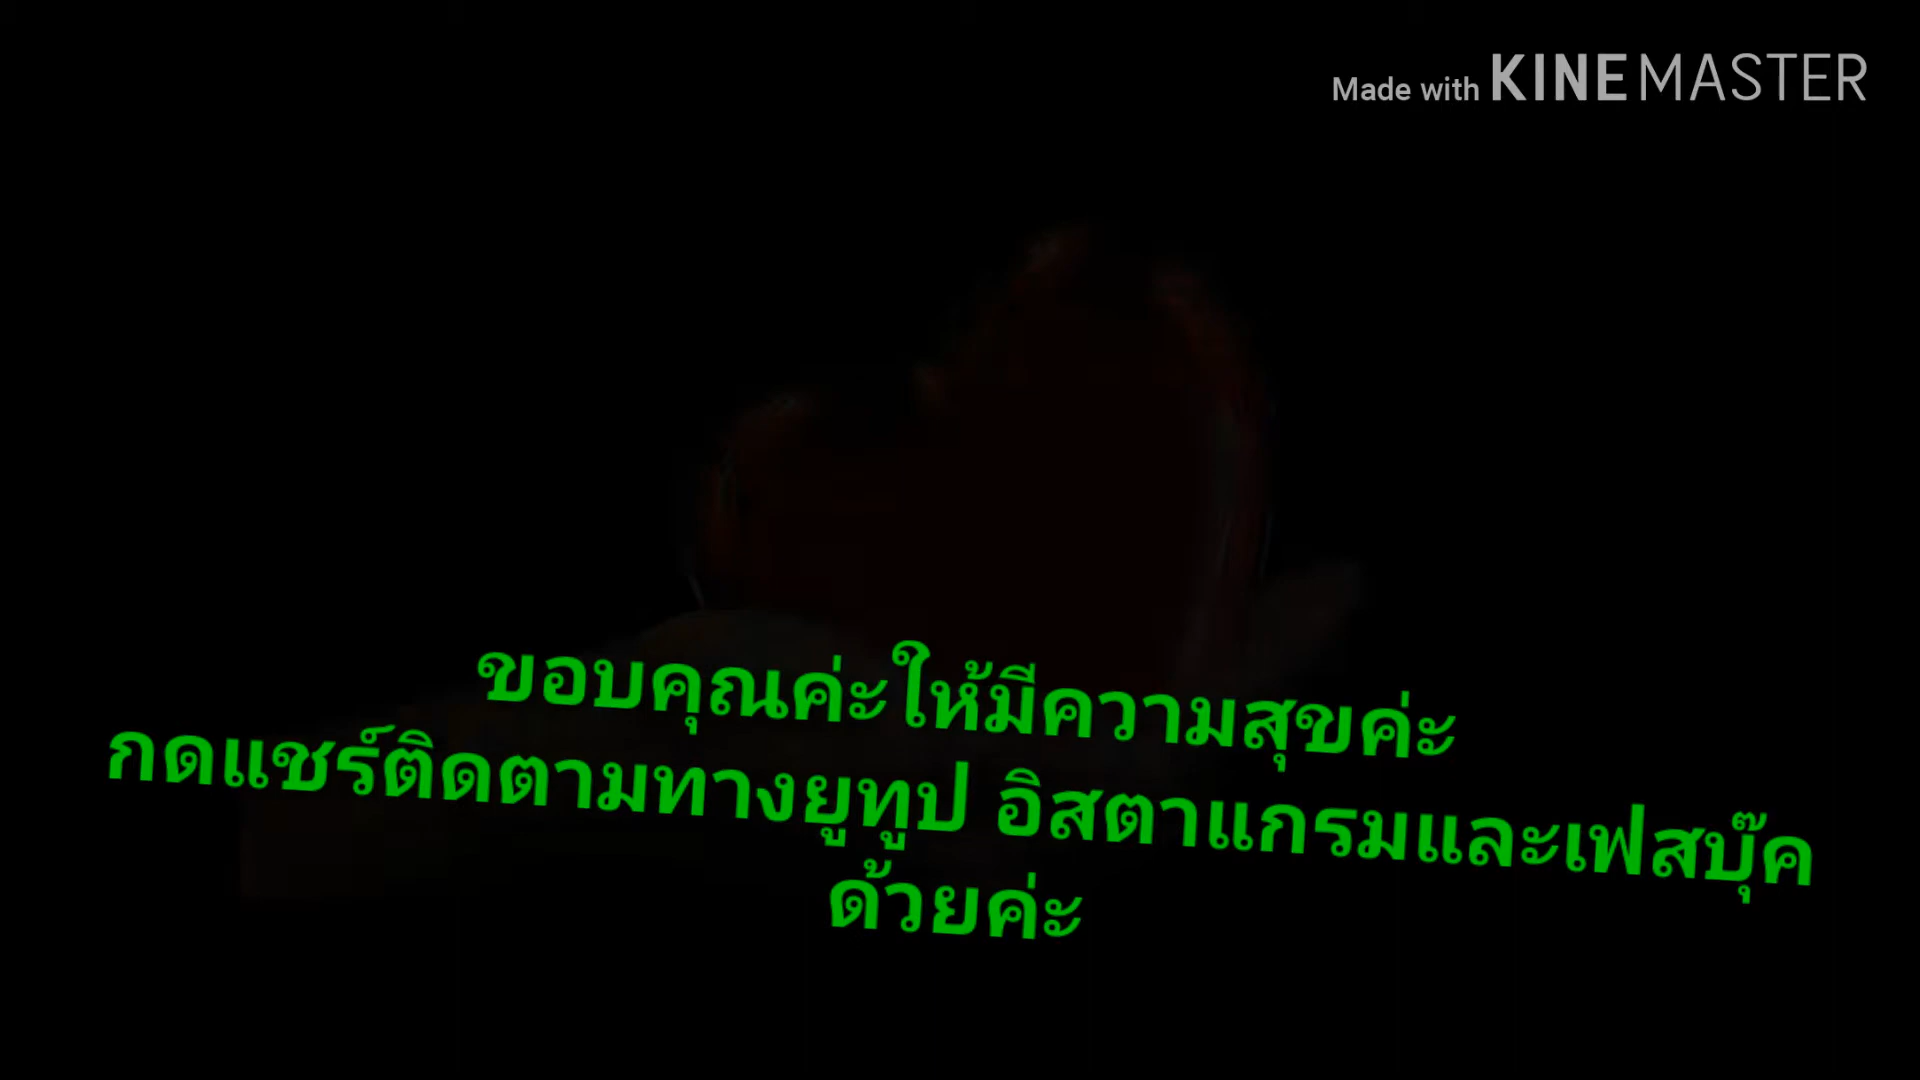 Made with KINEMASTER
ขอบคุณค่ะให้มีความสุขค่ะ
กดแชร์ติดตามทางยูทูป อิสตาแกรมและเฟสบุ๊ค
ด้วยค่ะ